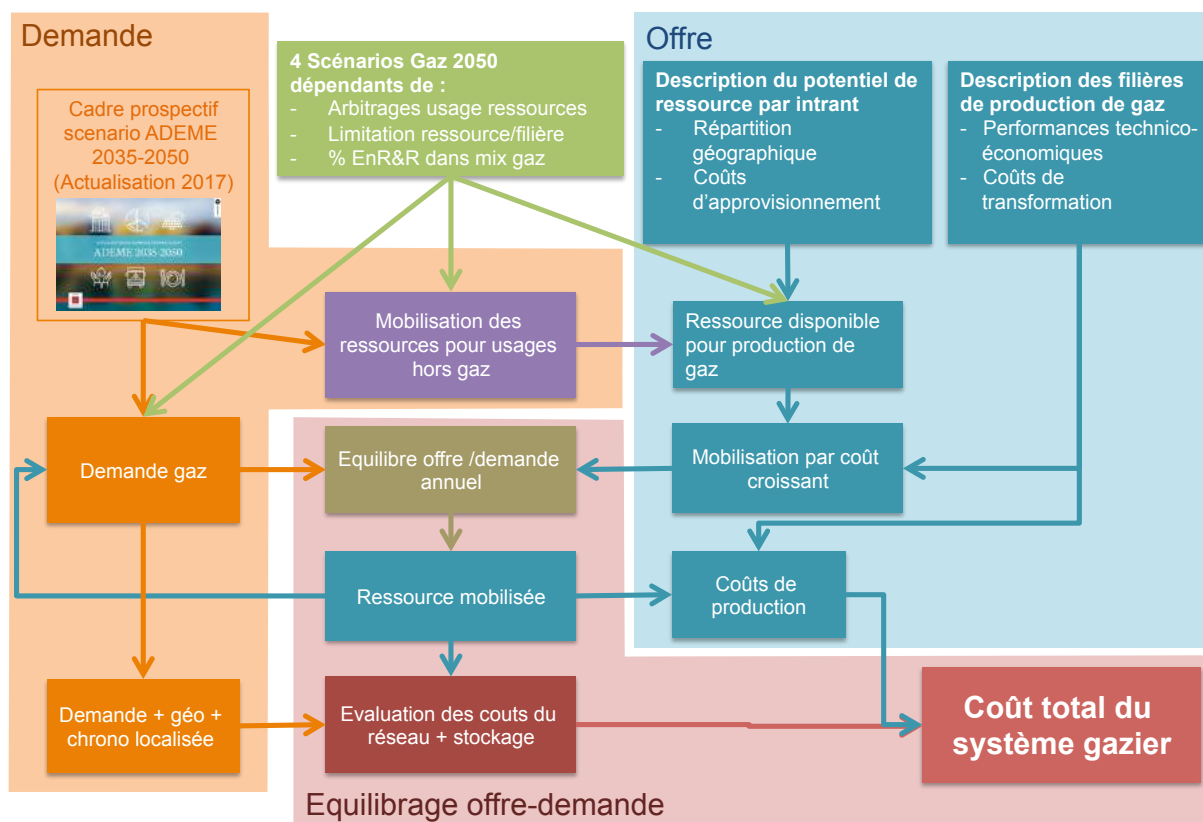 Demande
Offre
4 Scénarios Gaz 2050
dépendants de :
- Arbitrages usage ressources
- Limitation ressource/filière
- % EnR&R dans mix gaz
Description du potentiel de
ressource par intrant
- Répartition
géographique
- Coûts
d’approvisionnement
Description des filières
de production de gaz
- Performances technico-
économiques
- Coûts de
transformation
Cadre prospectif
scenario ADEME
2035-2050
(Actualisation 2017)
ADEME 2035-2050
Mobilisation des
ressources pour usages
hors gaz
Ressource disponible
pour production de
gaz
Demande gaz
Equilibre offre /demande
annuel
Mobilisation par coût
croissant
Ressource mobilisée
Coûts de
production
Demande + géo +
chrono localisée
Evaluation des couts du
réseau + stockage
Coût total du
système gazier
Equilibrage offre-demande